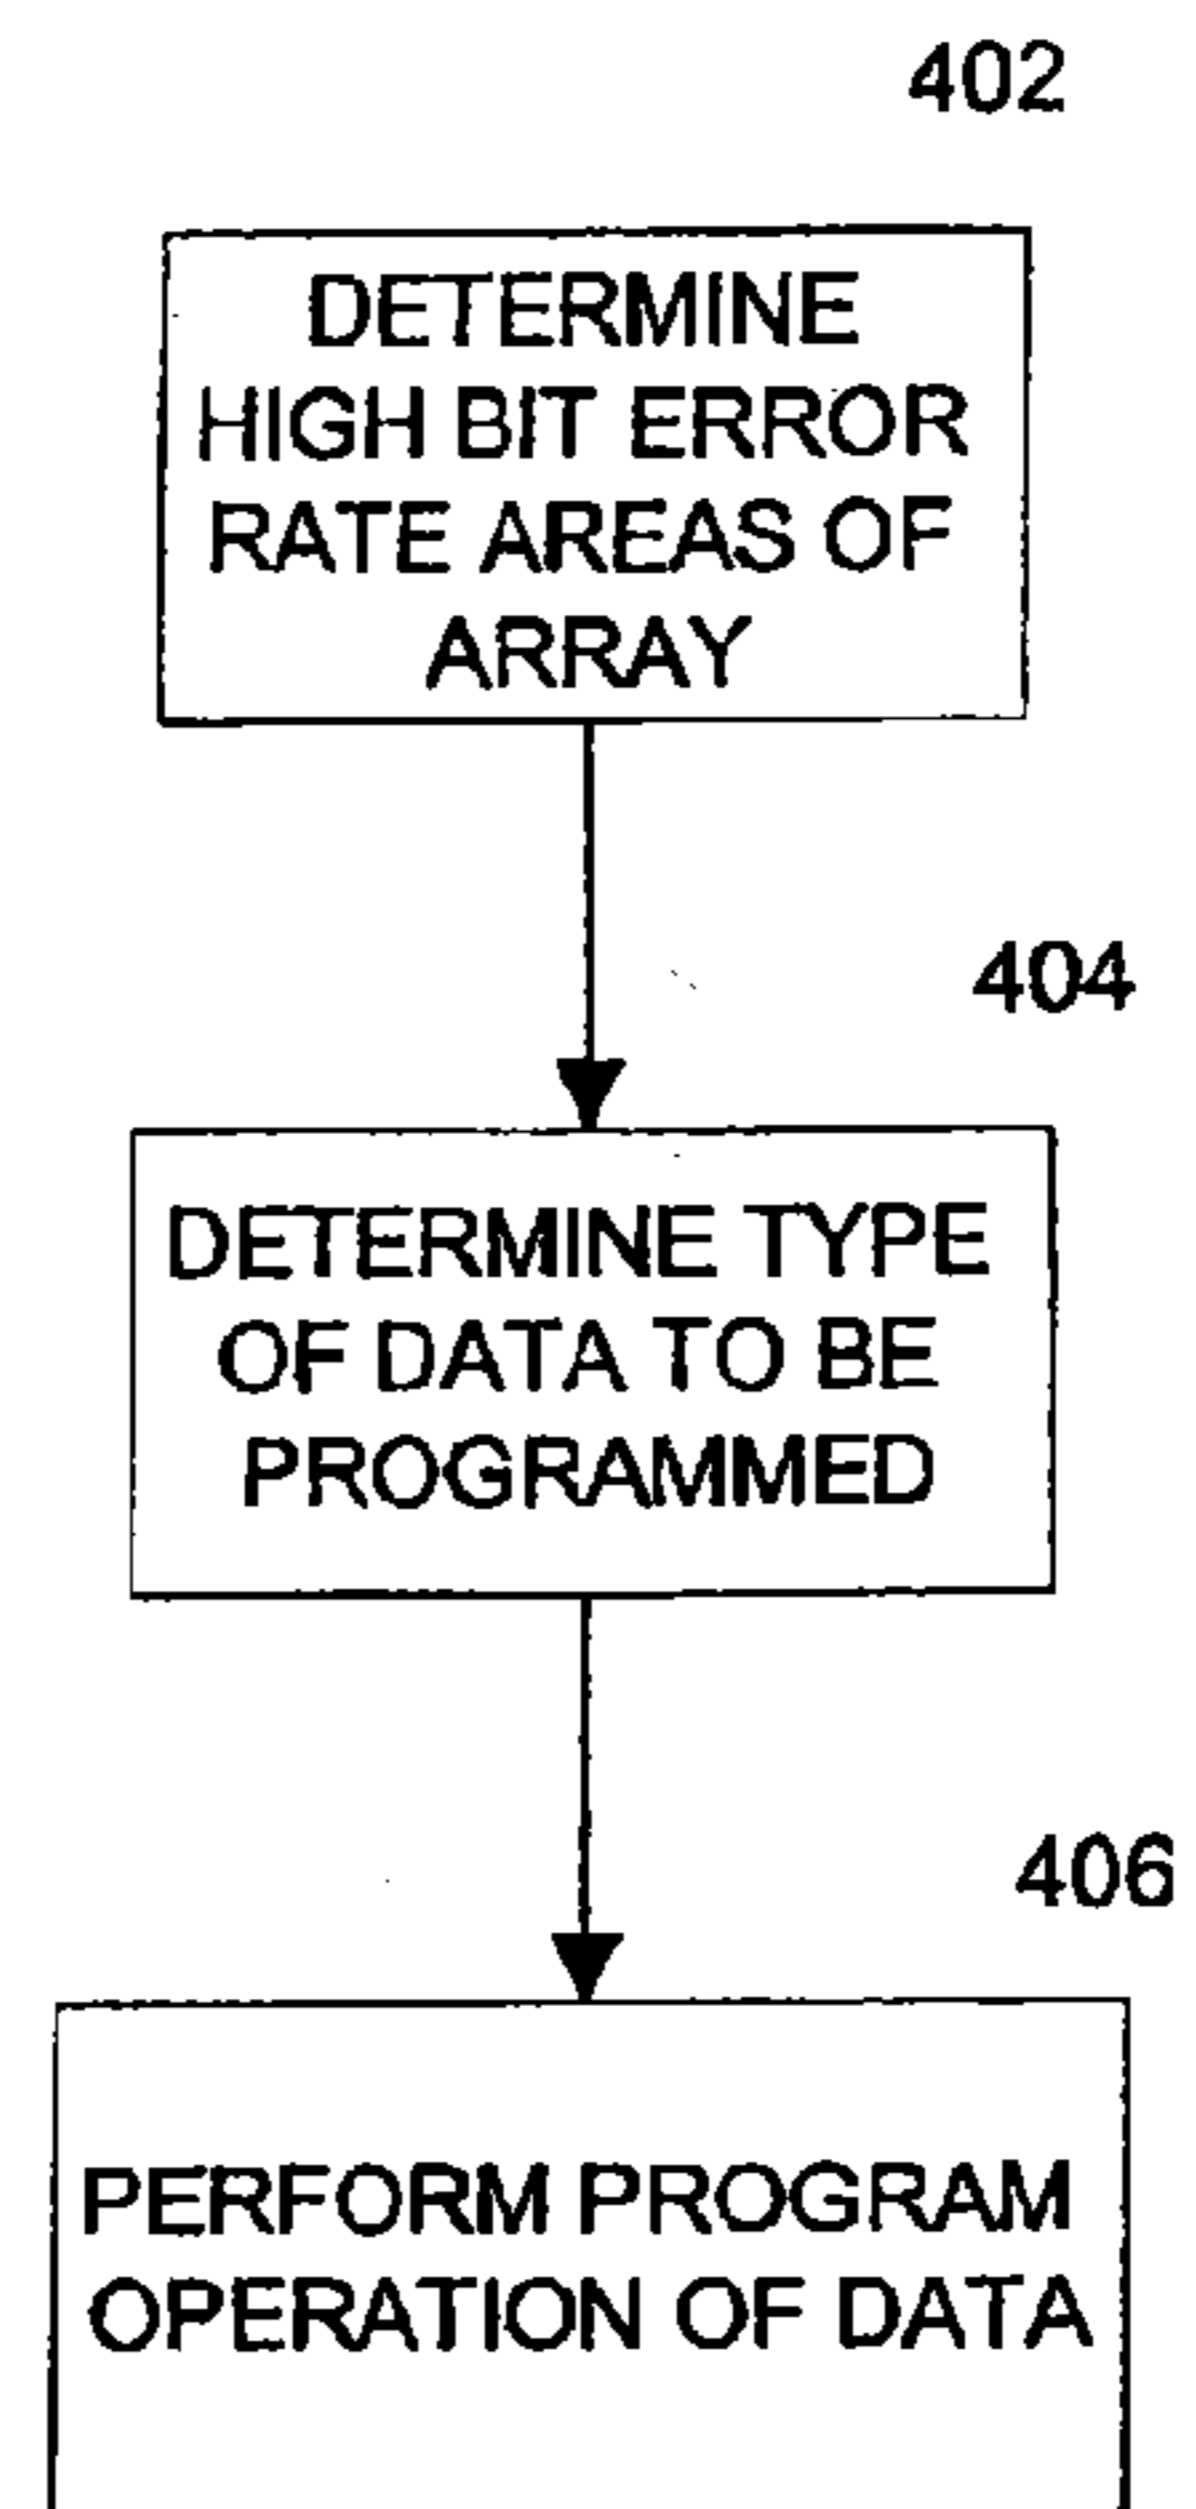 402
DETERMINE
HIGH BIT ERROR
RATE AREAS OF
ARRAY
404
DETERMINE TYPE
OF DATA TO BE
PROGRAMMED
406
PERFORM PROGRAM
OPERATION OF DATA